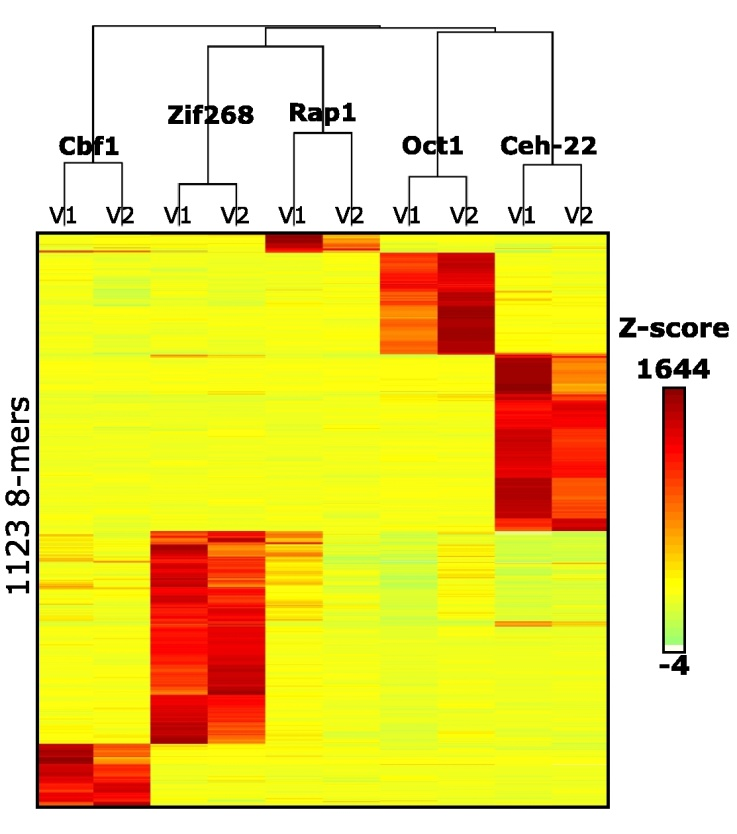 Zif268 Rap1
Cbf1 Oct1 Ceh-22
V1 V2 V1 V2 V1 V2 V1 V2 V1 V2
Z-score
1644
1123 8-mers
-4